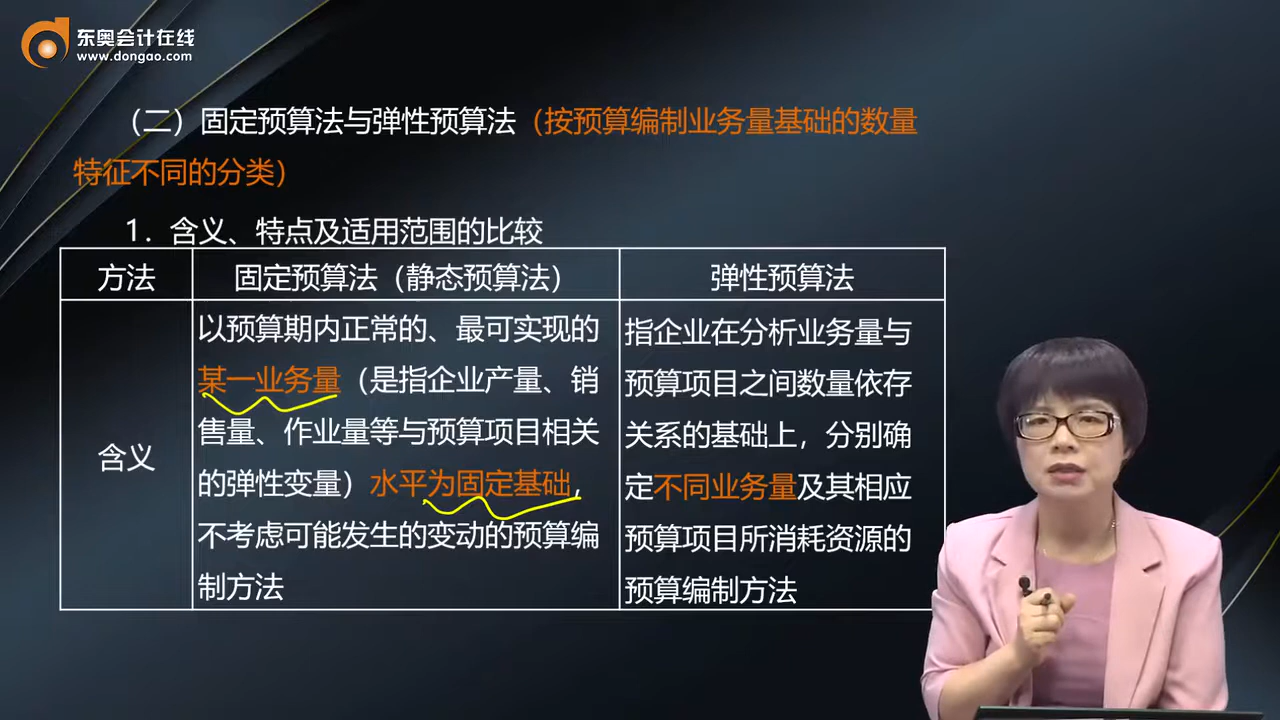 东奥会计在线
www.dongao.com
（二）固定预算法与弹性预算法（按预算编制业务量基础的数量
特征不同的分类）
1．含义、特点及适用范围的比较
方法
固定预算法（静态预算法）
弹性预算法
含义
以预算期内正常的、最可实现的
某一业务量（是指企业产量、销
售量、作业量等与预算项目相关
的弹性变量）水平为固定基础，
不考虑可能发生的变动的预算编
制方法
指企业在分析业务量与
预算项目之间数量依存
关系的基础上，分别确
定不同业务量及其相应
预算项目所消耗资源的
预算编制方法